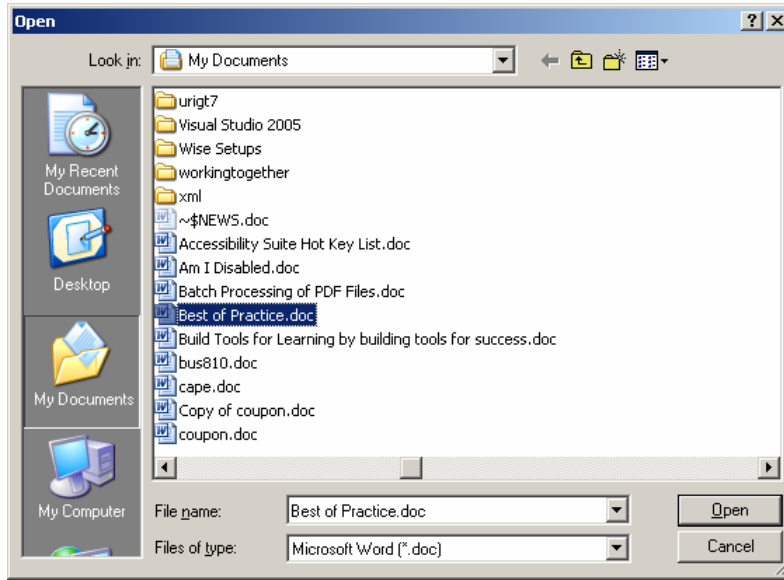 Open
Look in: My Documents
My Recent Documents
Desktop
My Documents
My Computer
urigt7
Visual Studio 2005
Wise Setups
workingtogether
xml
~$NEWS.doc
Accessibility Suite Hot Key List.doc
Am I Disabled.doc
Batch Processing of PDF Files.doc
Best of Practice.doc
Build Tools for Learning by building tools for success.doc
bus810.doc
cape.doc
Copy of coupon.doc
coupon.doc
File name: Best of Practice.doc Open
Files of type: Microsoft Word (*.doc) Cancel